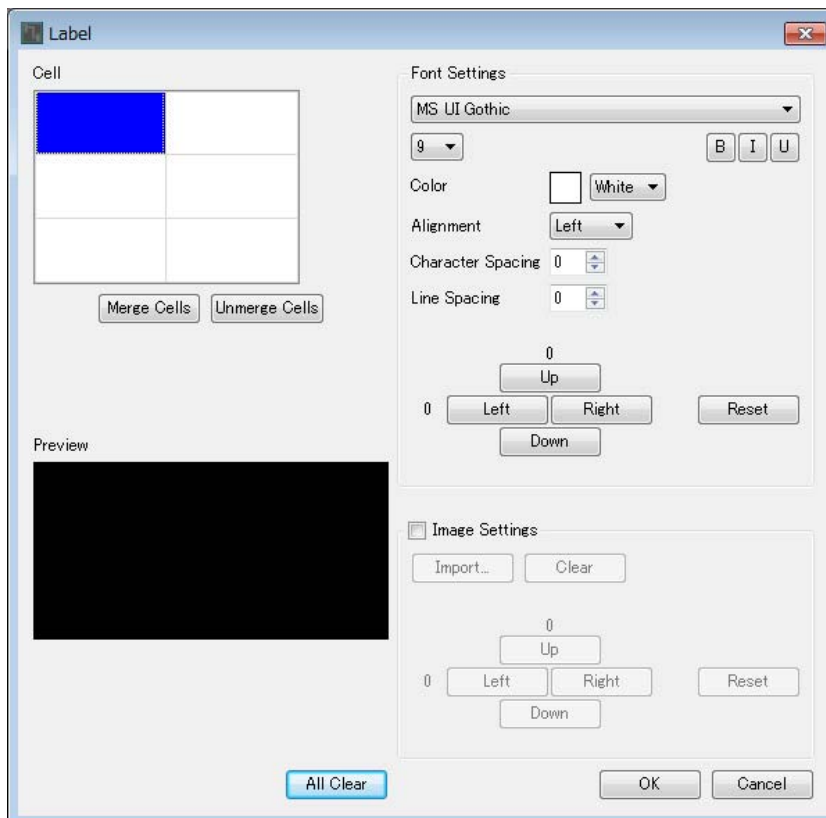 Label
Cell
Merge Cells Unmerge Cells
Preview
All Clear
Font Settings
MS UI Gothic
9 B I U
Color White
Alignment Left
Character Spacing 0
Line Spacing 0
0
Up
0 Left Right Reset
Down
Image Settings
Import... Clear
0
Up
0 Left Right Reset
Down
OK Cancel